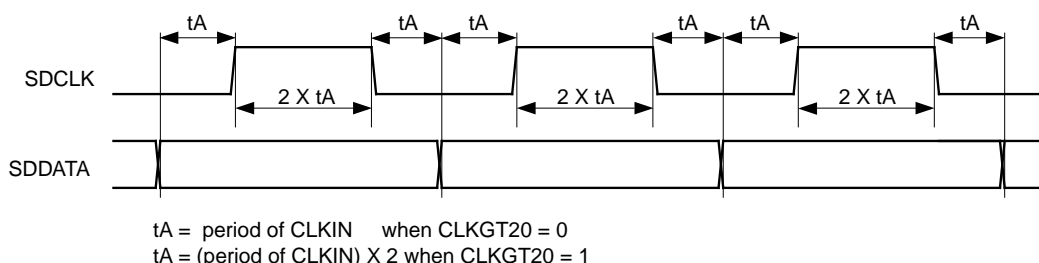 tA tA tA tA tA tA
SDCLK
2 X tA 2 X tA 2 X tA
SDDATA
tA = period of CLKIN when CLKGT20 = 0
tA = (period of CLKIN) X 2 when CLKGT20 = 1